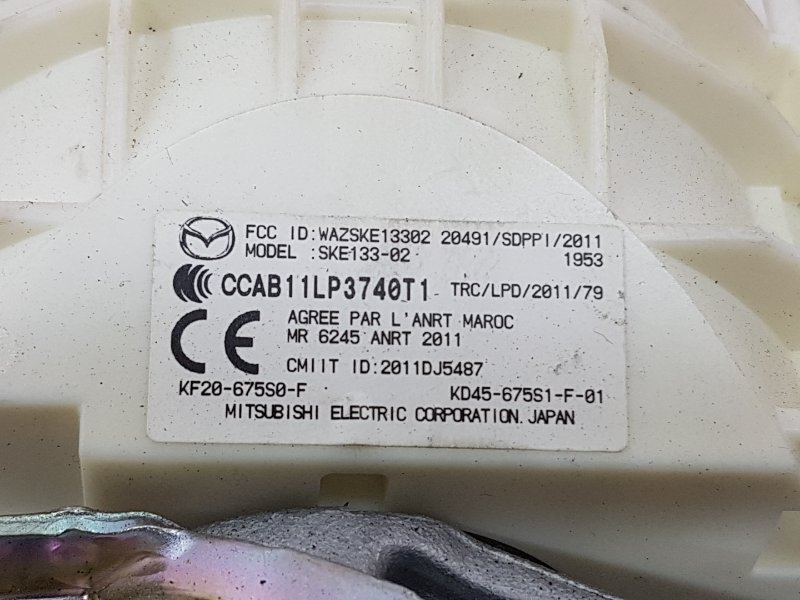 FCC ID:WAZSKE13302 20491/SDPPI/2011
MODEL :SKE133-02 1953
CCAB11LP3740T1 TRC/LPD/2011/79
CE AGREE PAR L'ANRT MAROC
MR 6245 ANRT 2011
CMIIT ID:2011DJ5487
KF20-675S0-F KD45-675S1-F-01
MITSUBISHI ELECTRIC CORPORATION. JAPAN